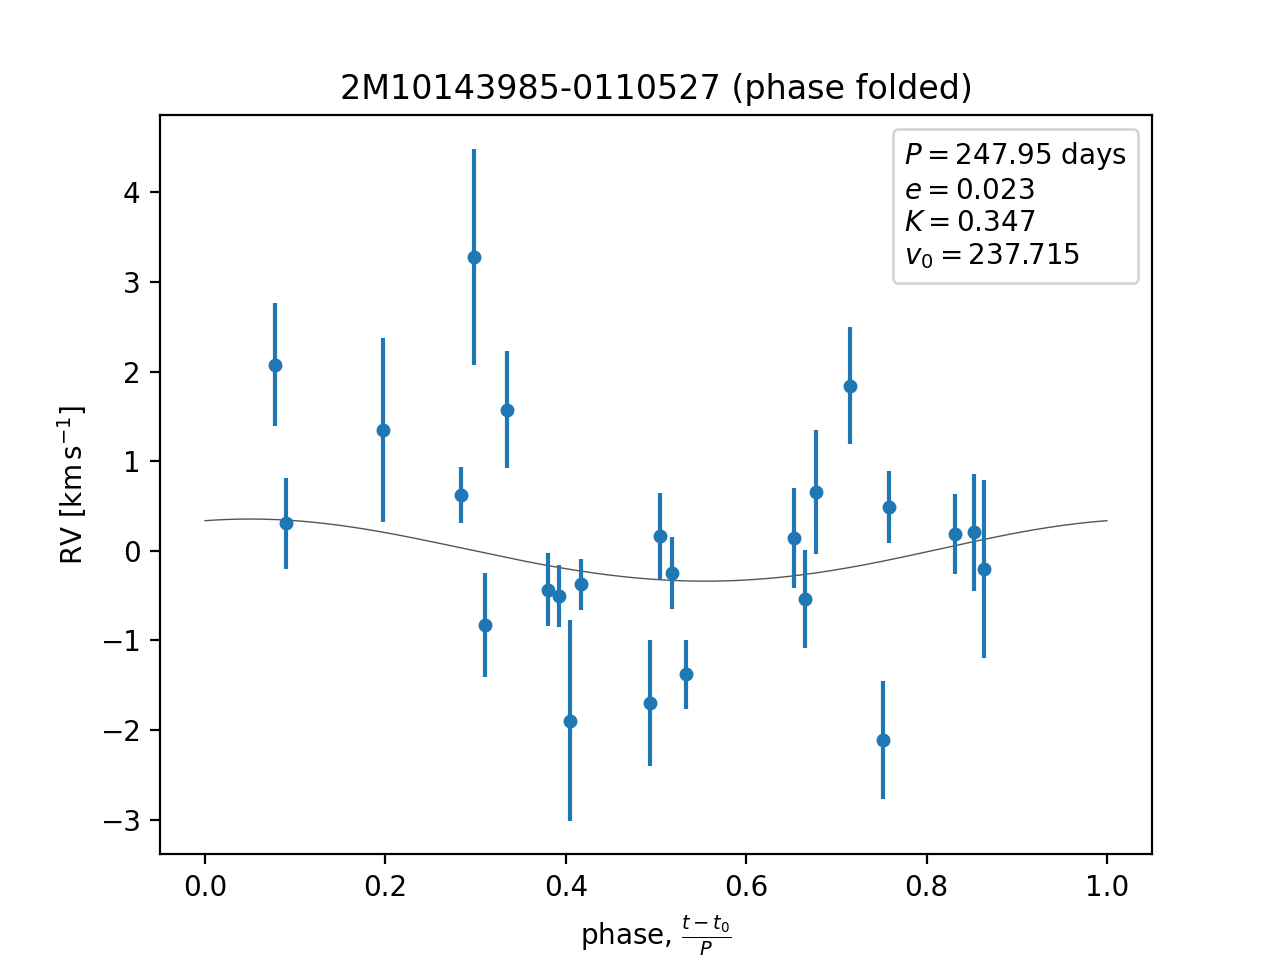 2M10143985-0110527 (phase folded)
P = 247.95 days
e = 0.023
K = 0.347
v₀ = 237.715
4
3
2
1
0
−1
−2
−3
RV [km s⁻¹]
0.0 0.2 0.4 0.6 0.8 1.0
phase, (t − t₀)/P